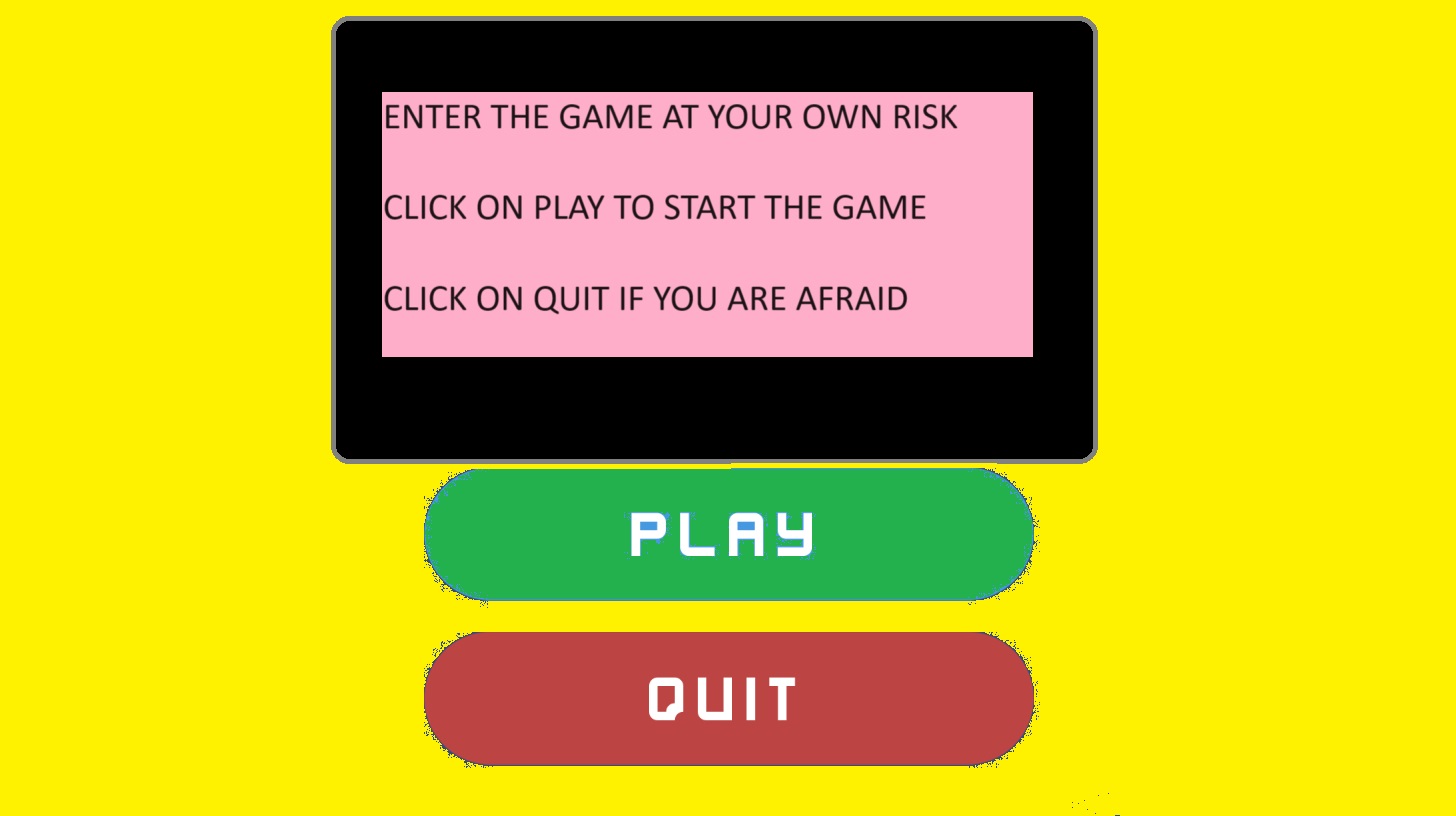 ENTER THE GAME AT YOUR OWN RISK
CLICK ON PLAY TO START THE GAME
CLICK ON QUIT IF YOU ARE AFRAID
PLAY
QUIT